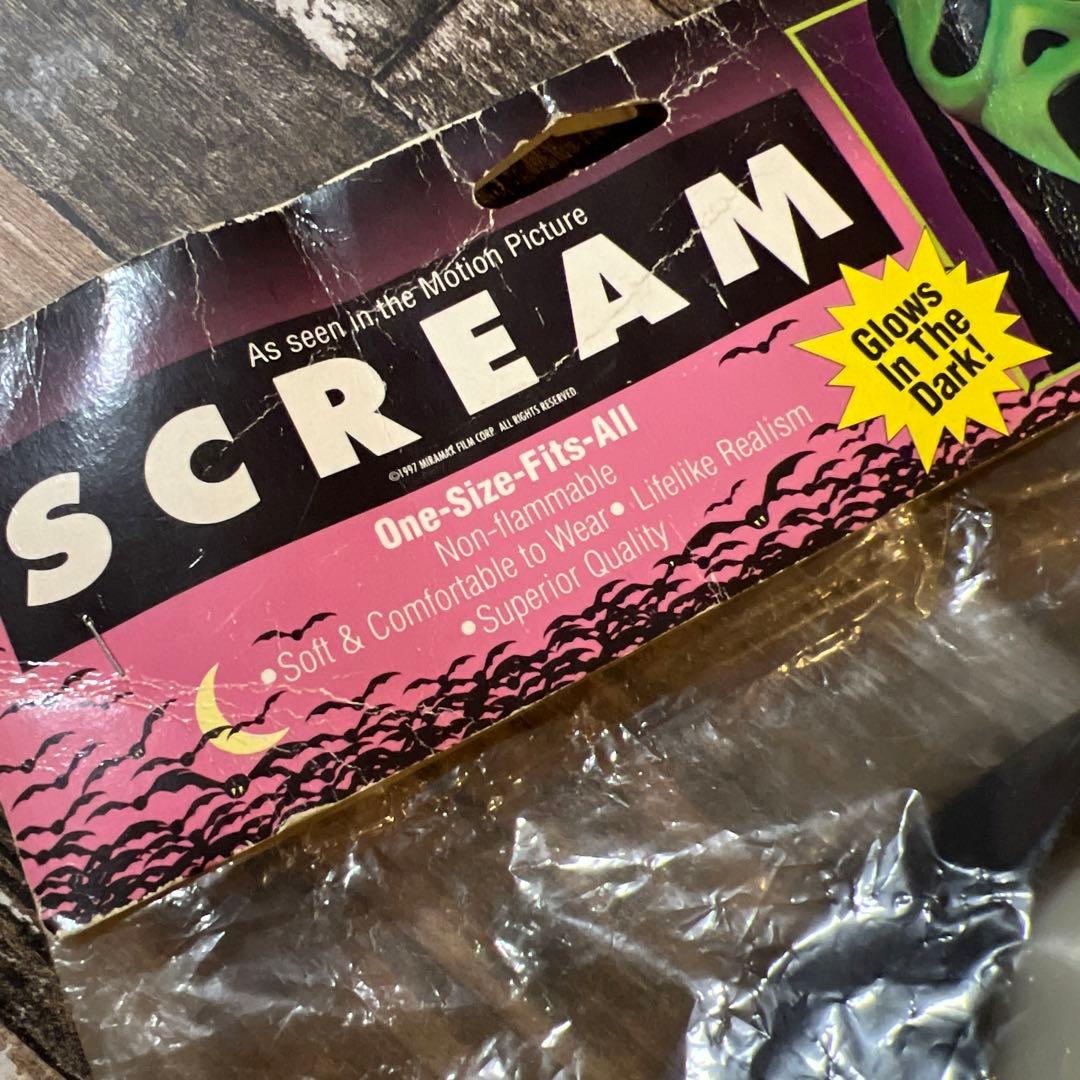 As seen in the Motion Picture
SCREAM
©1997 MIRAMAX FILM CORP ALL RIGHTS RESERVED
One-Size-Fits-All
Non-flammable
•Soft & Comfortable to Wear• Lifelike Realism
•Superior Quality
Glows
In The
Dark!